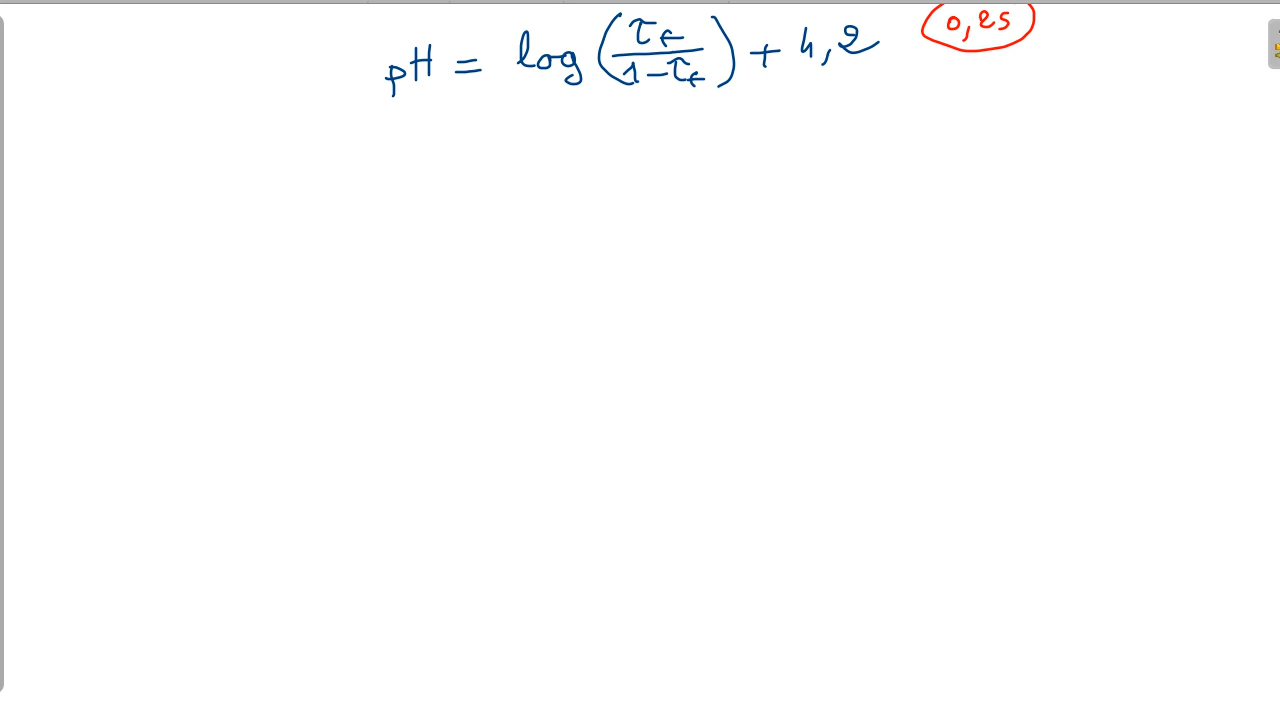 pH = log(τf / (1-τf)) + 4,2 0,25